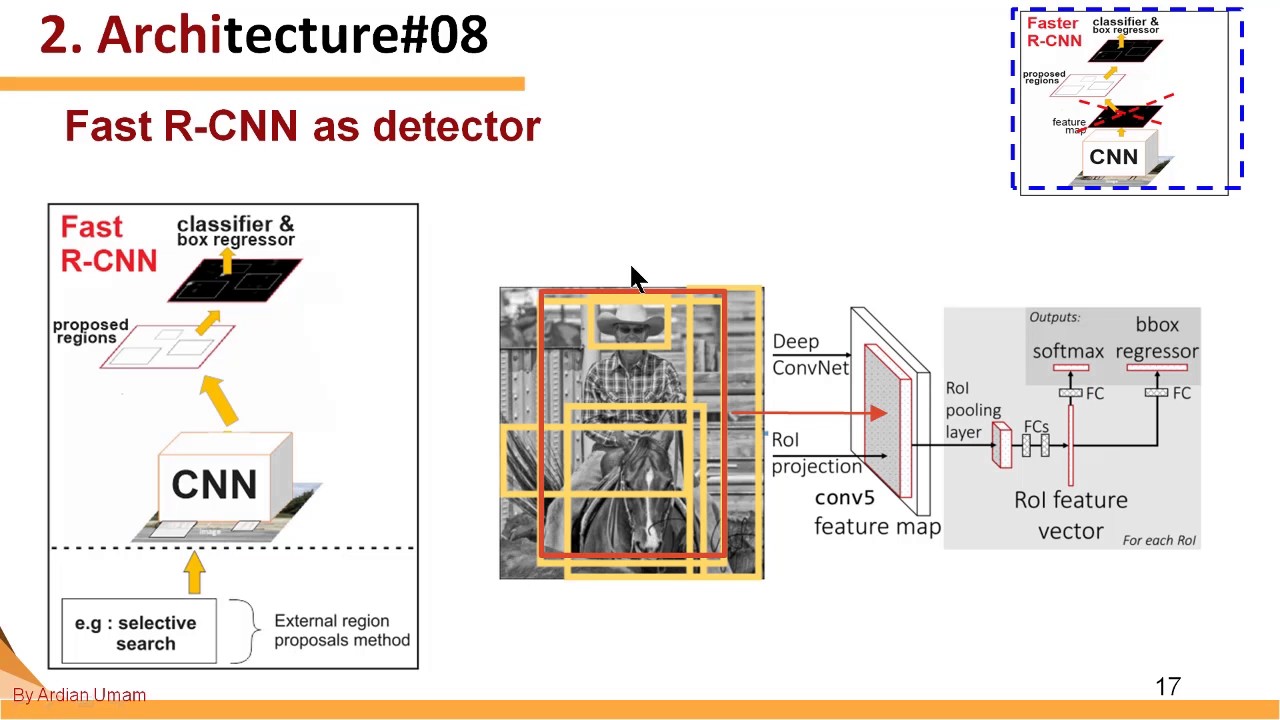 2. Architecture#08
Fast R-CNN as detector
Faster
R-CNN
classifier &
box regressor
proposed
regions
feature
map
CNN
Fast
R-CNN
classifier &
box regressor
proposed
regions
CNN
image
e.g : selective
search
External region
proposals method
Deep
ConvNet
RoI
projection
conv5
feature map
RoI
pooling
layer
FCs
Outputs:
softmax
bbox
regressor
FC
FC
RoI feature
vector
For each RoI
By Ardian Umam
17